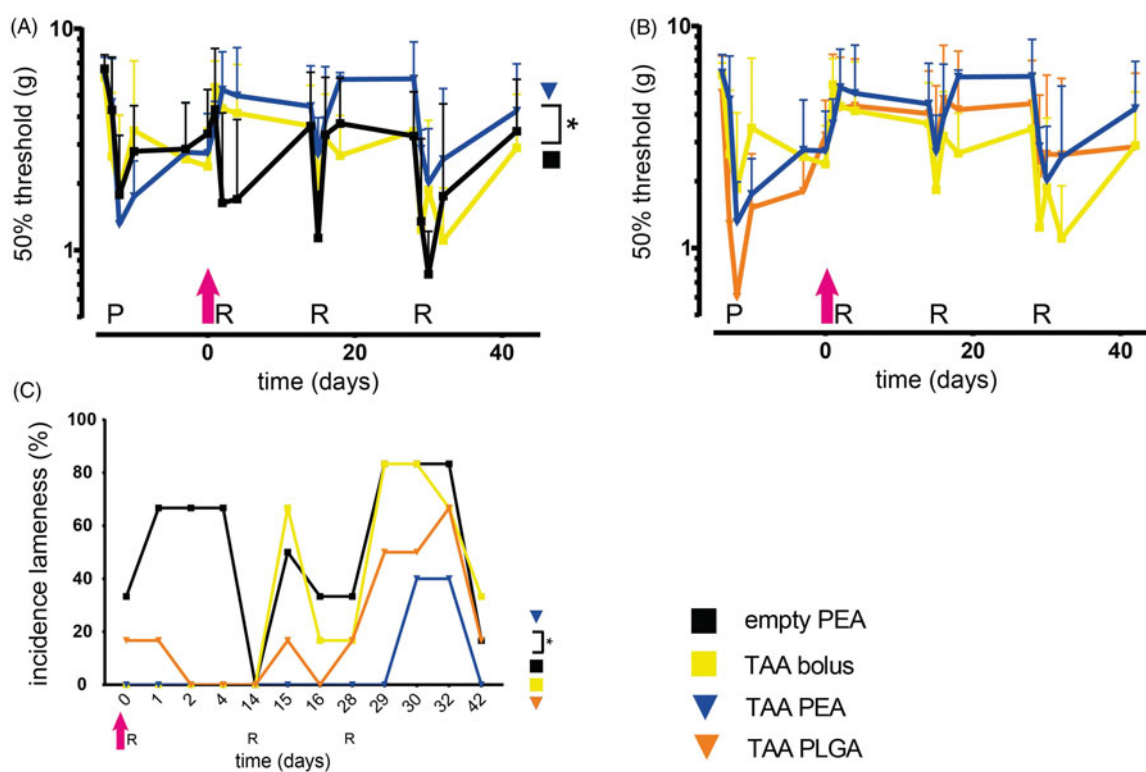 (A)
10
1
50% threshold (g)
P R R R
0 20 40
time (days)
*
(B)
10
1
50% threshold (g)
P R R R
0 20 40
time (days)
(C)
100
80
60
40
20
0
incidence lameness (%)
0 1 2 4 14 15 16 28 29 30 32 42
R R R
time (days)
*
empty PEA
TAA bolus
TAA PEA
TAA PLGA